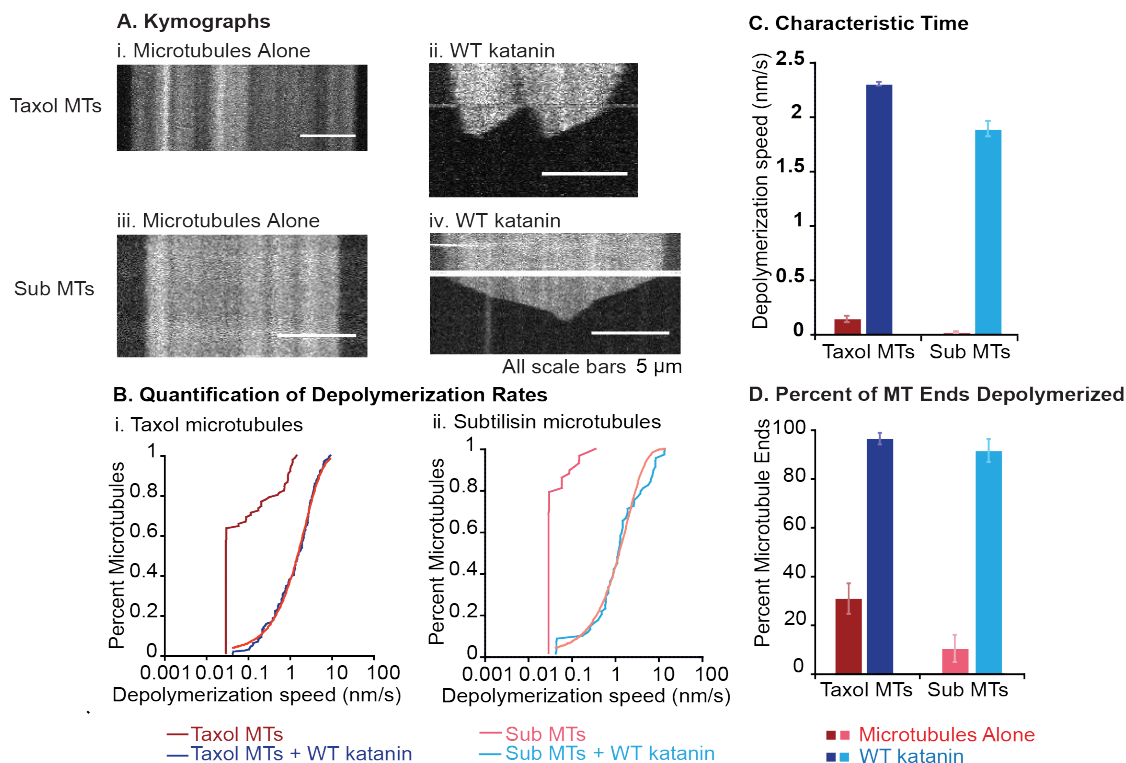 A. Kymographs
i. Microtubules Alone
ii. WT katanin
Taxol MTs
iii. Microtubules Alone
iv. WT katanin
Sub MTs
All scale bars 5 μm
B. Quantification of Depolymerization Rates
i. Taxol microtubules
Percent Microtubules
1
0.8
0.6
0.4
0.2
0
0.001 0.01 0.1 1 10 100
Depolymerization speed (nm/s)
Taxol MTs
Taxol MTs + WT katanin
ii. Subtilisin microtubules
Percent Microtubules
1
0.8
0.6
0.4
0.2
0
0.001 0.01 0.1 1 10 100
Depolymerization speed (nm/s)
Sub MTs
Sub MTs + WT katanin
C. Characteristic Time
Depolymerization speed (nm/s)
2.5
2
1.5
1
0.5
0
Taxol MTs Sub MTs
D. Percent of MT Ends Depolymerized
Percent Microtubule Ends
100
80
60
40
20
0
Taxol MTs Sub MTs
Microtubules Alone
WT katanin